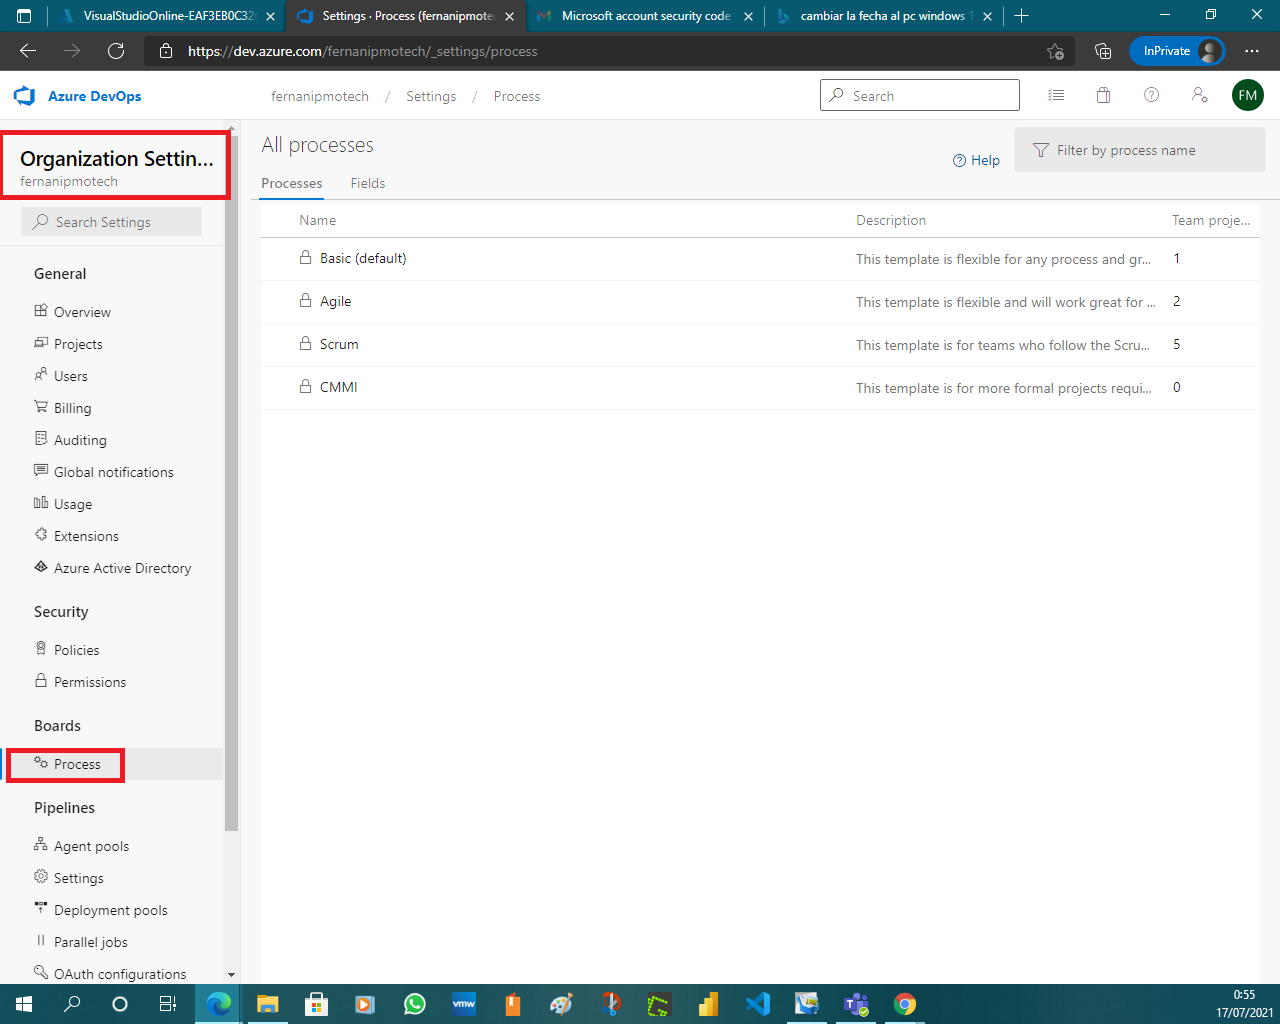 VisualStudioOnline-EAF3EB0C32
Settings · Process (fernanipmote
Microsoft account security code
cambiar la fecha al pc windows 1
https://dev.azure.com/fernanipmotech/_settings/process
InPrivate
Azure DevOps
fernanipmotech / Settings / Process
Search
FM
Organization Settin...
fernanipmotech
Search Settings
General
Overview
Projects
Users
Billing
Auditing
Global notifications
Usage
Extensions
Azure Active Directory
Security
Policies
Permissions
Boards
Process
Pipelines
Agent pools
Settings
Deployment pools
Parallel jobs
OAuth configurations
All processes
Help
Filter by process name
Processes Fields
Name Description Team proje...
Basic (default) This template is flexible for any process and gr... 1
Agile This template is flexible and will work great for ... 2
Scrum This template is for teams who follow the Scru... 5
CMMI This template is for more formal projects requi... 0
vmw
0:55
17/07/2021